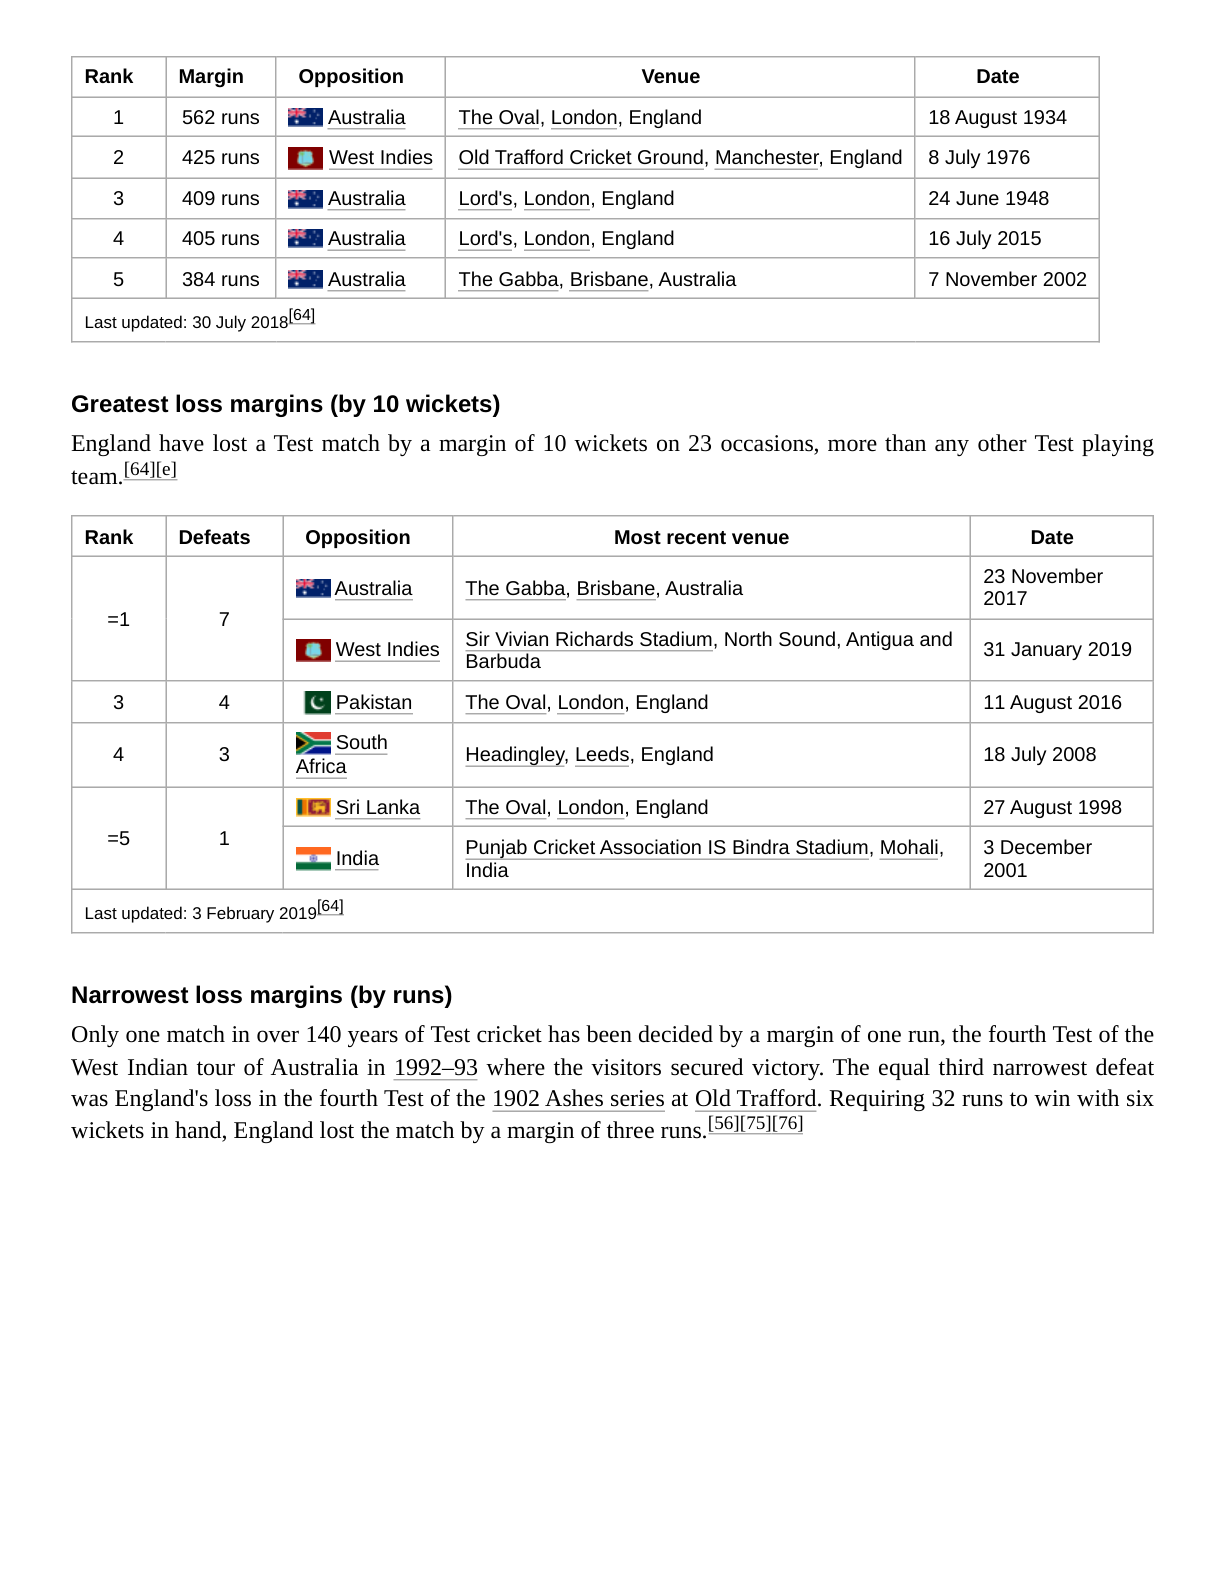 Rank Margin Opposition Venue Date
1 562 runs Australia The Oval, London, England 18 August 1934
2 425 runs West Indies Old Trafford Cricket Ground, Manchester, England 8 July 1976
3 409 runs Australia Lord's, London, England 24 June 1948
4 405 runs Australia Lord's, London, England 16 July 2015
5 384 runs Australia The Gabba, Brisbane, Australia 7 November 2002
Last updated: 30 July 2018[64]
Greatest loss margins (by 10 wickets)
England have lost a Test match by a margin of 10 wickets on 23 occasions, more than any other Test playing
team.[64][e]
Rank Defeats Opposition Most recent venue Date
=1 7 Australia The Gabba, Brisbane, Australia 23 November
2017
West Indies Sir Vivian Richards Stadium, North Sound, Antigua and
Barbuda 31 January 2019
3 4 Pakistan The Oval, London, England 11 August 2016
4 3 South
Africa Headingley, Leeds, England 18 July 2008
=5 1 Sri Lanka The Oval, London, England 27 August 1998
India Punjab Cricket Association IS Bindra Stadium, Mohali,
India 3 December
2001
Last updated: 3 February 2019[64]
Narrowest loss margins (by runs)
Only one match in over 140 years of Test cricket has been decided by a margin of one run, the fourth Test of the
West Indian tour of Australia in 1992–93 where the visitors secured victory. The equal third narrowest defeat
was England's loss in the fourth Test of the 1902 Ashes series at Old Trafford. Requiring 32 runs to win with six
wickets in hand, England lost the match by a margin of three runs.[56][75][76]